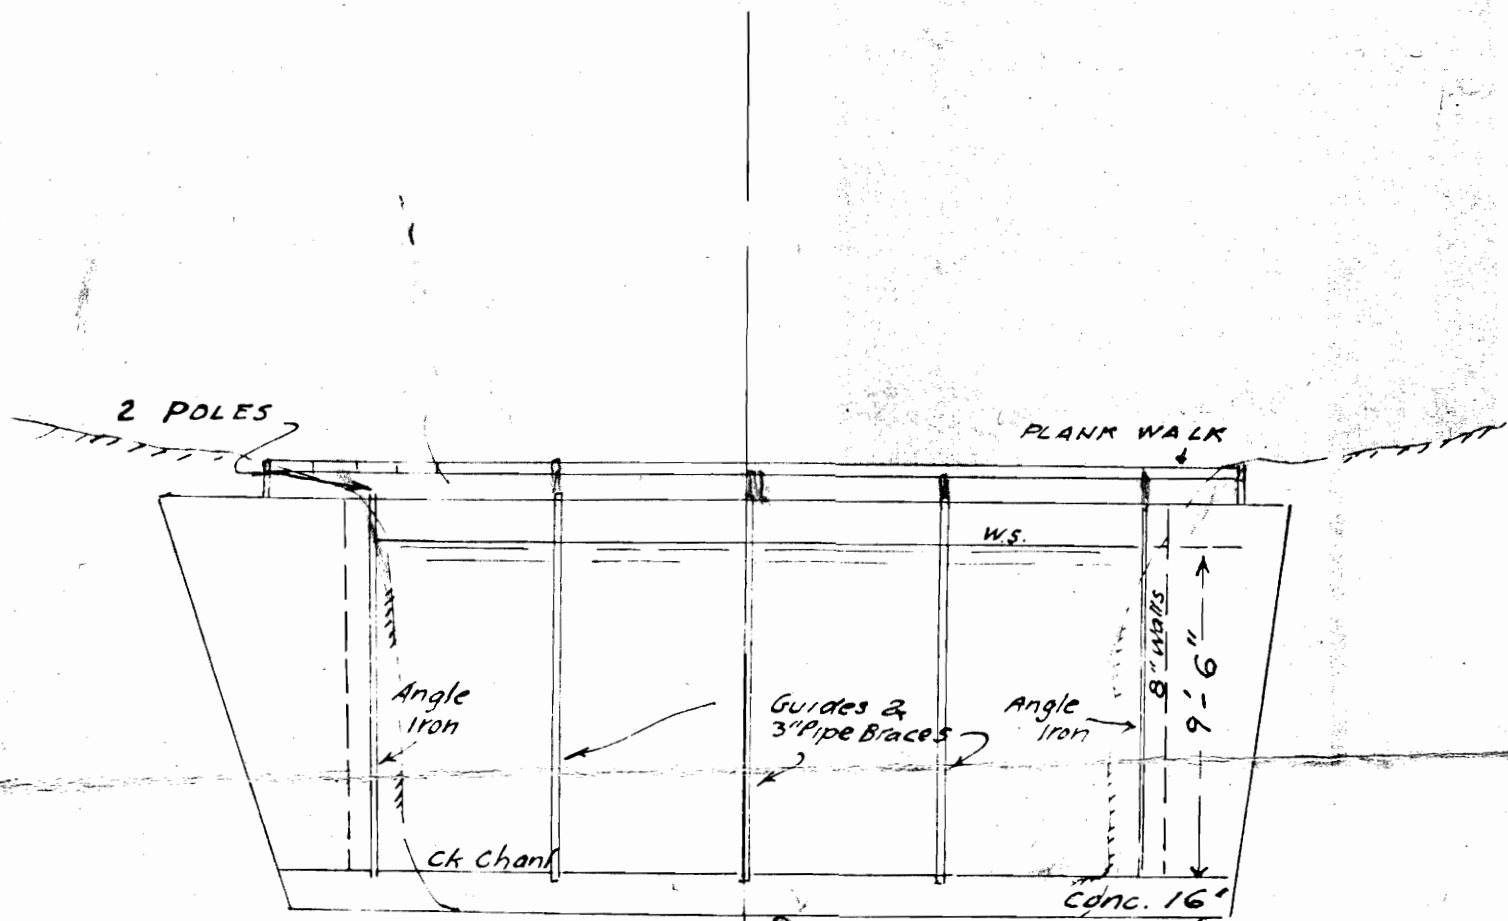 2 POLES
PLANK WALK
W.S.
8" Walls
9'-6"
Angle
Iron
Guides &
3" Pipe Braces
Angle
Iron
Ck Chan
Conc. 16"